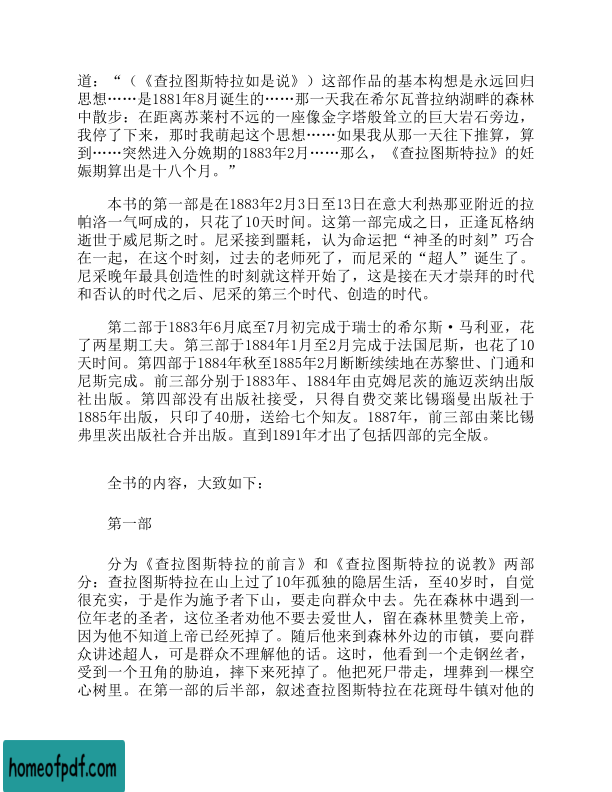 道：“（《查拉图斯特拉如是说》）这部作品的基本构想是永远回归
思想……是1881年8月诞生的……那一天我在希尔瓦普拉纳湖畔的森林
中散步：在距离苏莱村不远的一座像金字塔般耸立的巨大岩石旁边，
我停了下来，那时我萌起这个思想……如果我从那一天往下推算，算
到……突然进入分娩期的1883年2月……那么，《查拉图斯特拉》的妊
娠期算出是十八个月。”
本书的第一部是在1883年2月3日至13日在意大利热那亚附近的拉
帕洛一气呵成的，只花了10天时间。这第一部完成之日，正逢瓦格纳
逝世于威尼斯之时。尼采接到噩耗，认为命运把“神圣的时刻”巧合
在一起，在这个时刻，过去的老师死了，而尼采的“超人”诞生了。
尼采晚年最具创造性的时刻就这样开始了，这是接在天才崇拜的时代
和否认的时代之后、尼采的第三个时代、创造的时代。
第二部于1883年6月底至7月初完成于瑞士的希尔斯·马利亚，花
了两星期工夫。第三部于1884年1月至2月完成于法国尼斯，也花了10
天时间。第四部于1884年秋至1885年2月断断续续地在苏黎世、门通和
尼斯完成。前三部分别于1883年、1884年由克姆尼茨的施迈茨纳出版
社出版。第四部没有出版社接受，只得自费交莱比锡瑙曼出版社于
1885年出版，只印了40册，送给七个知友。1887年，前三部由莱比锡
弗里茨出版社合并出版。直到1891年才出了包括四部的完全版。
全书的内容，大致如下：
第一部
分为《查拉图斯特拉的前言》和《查拉图斯特拉的说教》两部
分：查拉图斯特拉在山上过了10年孤独的隐居生活，至40岁时，自觉
很充实，于是作为施予者下山，要走向群众中去。先在森林中遇到一
位年老的圣者，这位圣者劝他不要去爱世人，留在森林里赞美上帝，
因为他不知道上帝已经死掉了。随后他来到森林外边的市镇，要向群
众讲述超人，可是群众不理解他的话。这时，他看到一个走钢丝者，
受到一个丑角的胁迫，摔下来死掉了。他把死尸带走，埋葬到一棵空
心树里。在第一部的后半部，叙述查拉图斯特拉在花斑母牛镇对他的
homeofpdf.com